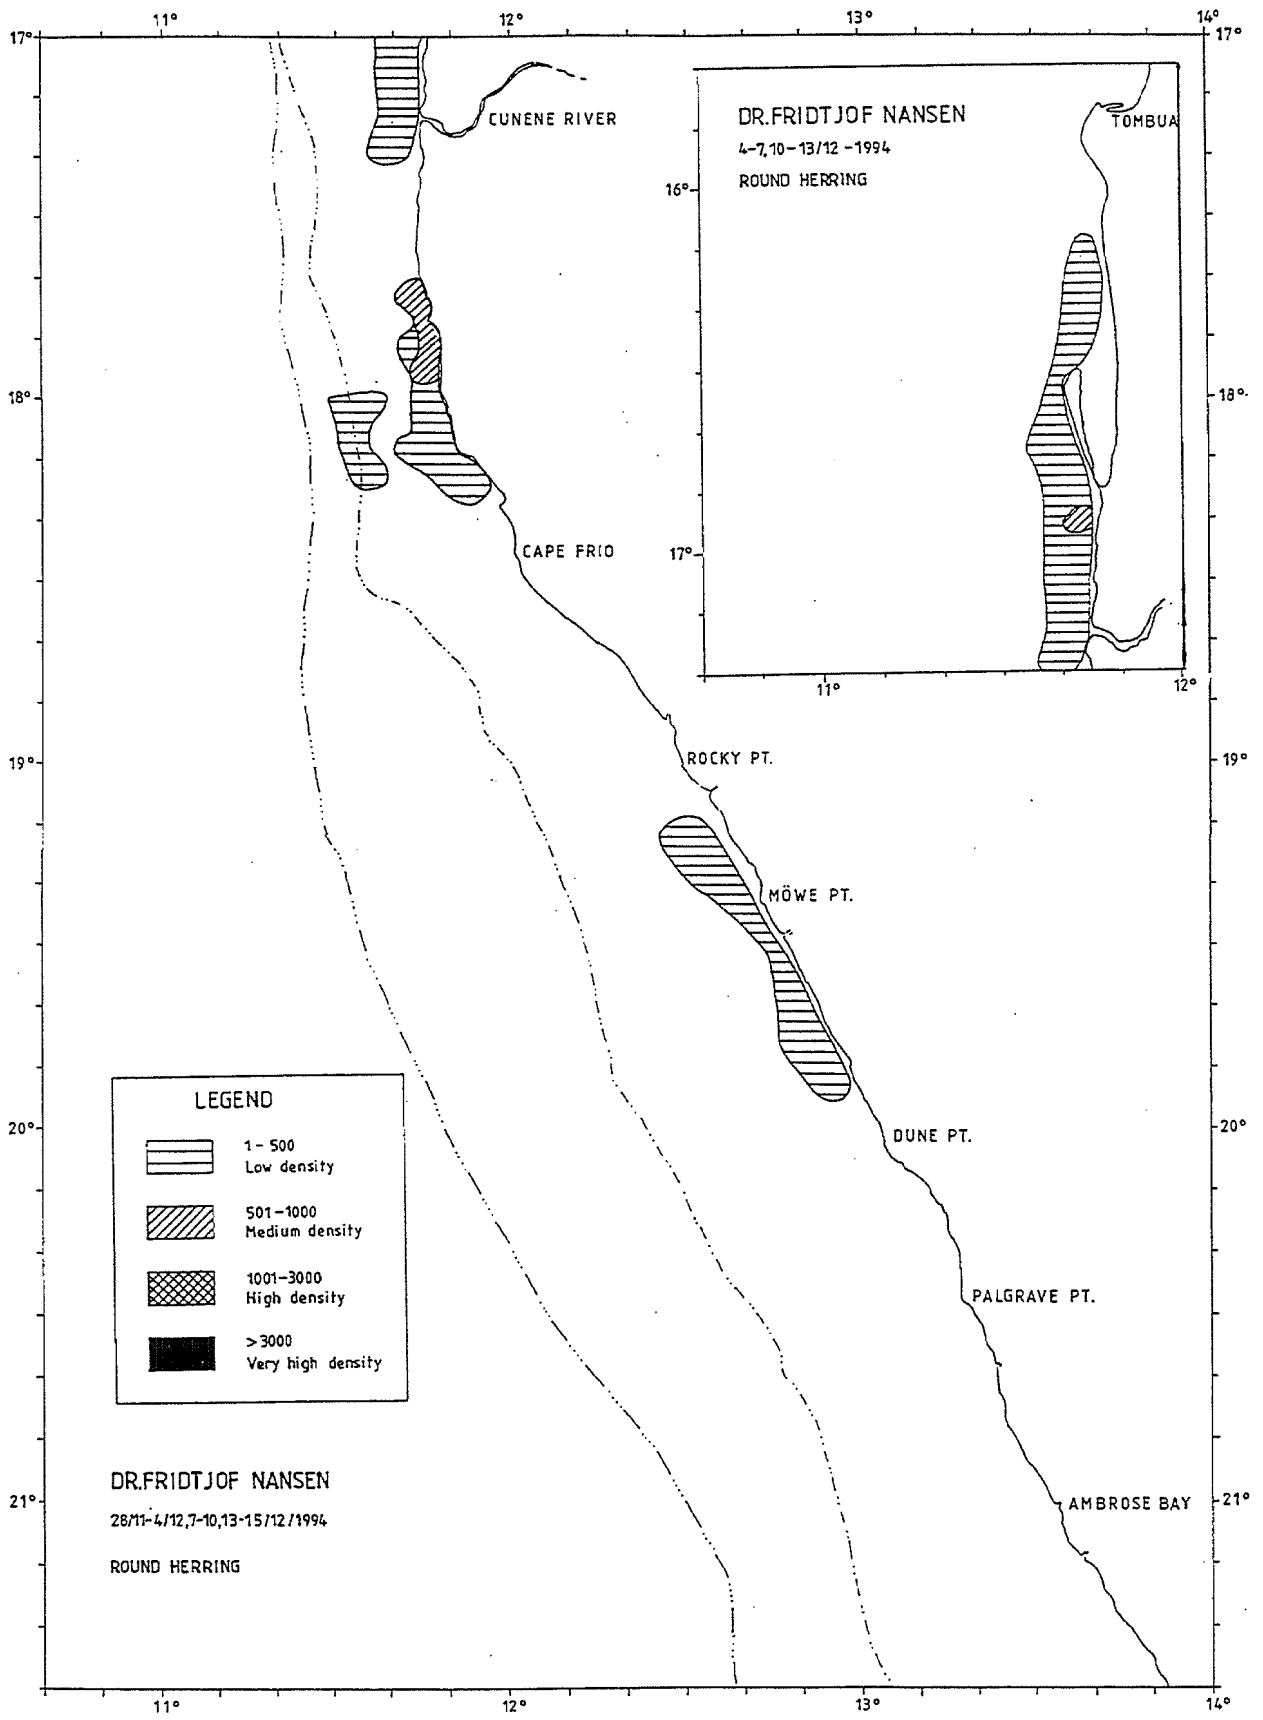 11°
12°
13°
14°
17°
17°
CUNENE RIVER
DR.FRIDTJOF NANSEN
4-7,10-13/12-1994
ROUND HERRING
TOMBUA
16°
17°
11°
12°
18°
18°
CAPE FRIO
19°
19°
ROCKY PT.
MÖWE PT.
LEGEND
1-500
Low density
501-1000
Medium density
1001-3000
High density
>3000
Very high density
20°
20°
DUNE PT.
PALGRAVE PT.
DR.FRIDTJOF NANSEN
28/11-4/12,7-10,13-15/12/1994
ROUND HERRING
21°
21°
AMBROSE BAY
11°
12°
13°
14°